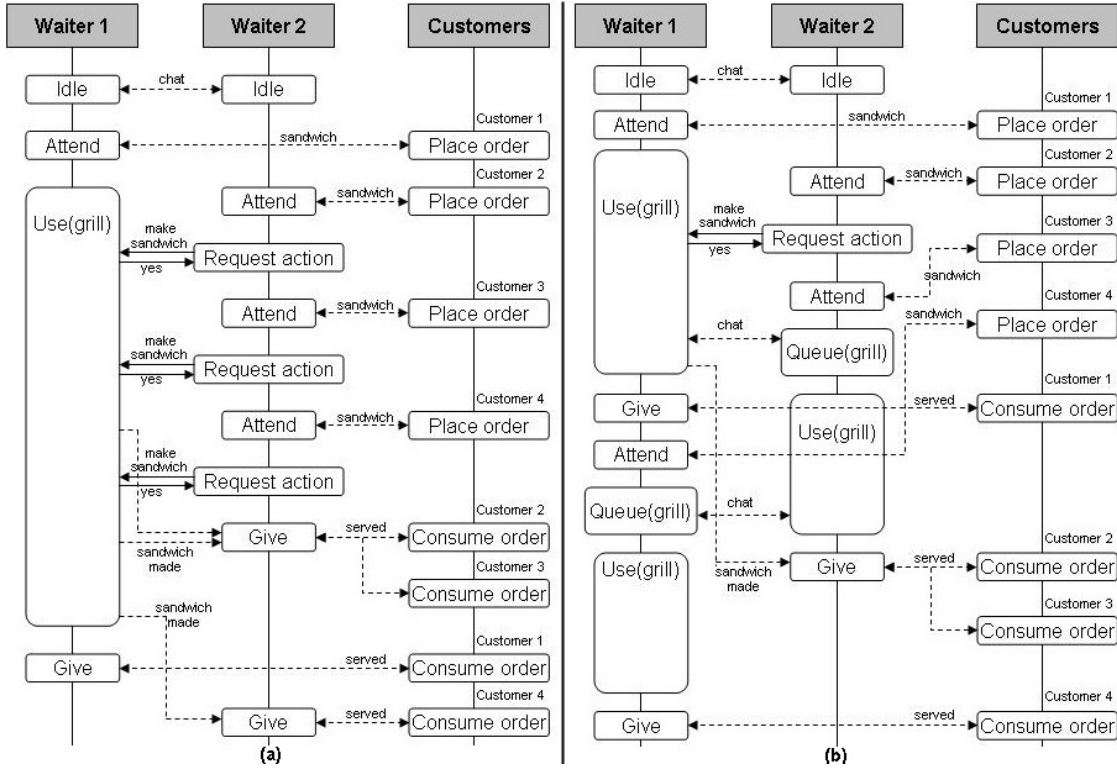 Waiter 1 Waiter 2 Customers
Idle chat Idle
Customer 1
Attend sandwich Place order
Customer 2
Use(grill) Attend sandwich Place order
make
sandwich
yes Request action
Customer 3
Attend sandwich Place order
make
sandwich
yes Request action
Customer 4
Attend sandwich Place order
make
sandwich
yes Request action
Customer 2
Give served Consume order
sandwich
made
Customer 3
Consume order
sandwich
made
Customer 1
Give served Consume order
Customer 4
Give served Consume order
(a)
Waiter 1 Waiter 2 Customers
Idle chat Idle
Customer 1
Attend sandwich Place order
Customer 2
Attend sandwich Place order
Use(grill)
make
sandwich
yes Request action
Customer 3
Place order
sandwich
Attend
Customer 4
sandwich
Place order
chat
Queue(grill)
Customer 1
Give served Consume order
Use(grill)
Attend
Queue(grill) chat
Customer 2
Use(grill) Give served Consume order
sandwich
made
Customer 3
Consume order
Customer 4
Give served Consume order
(b)